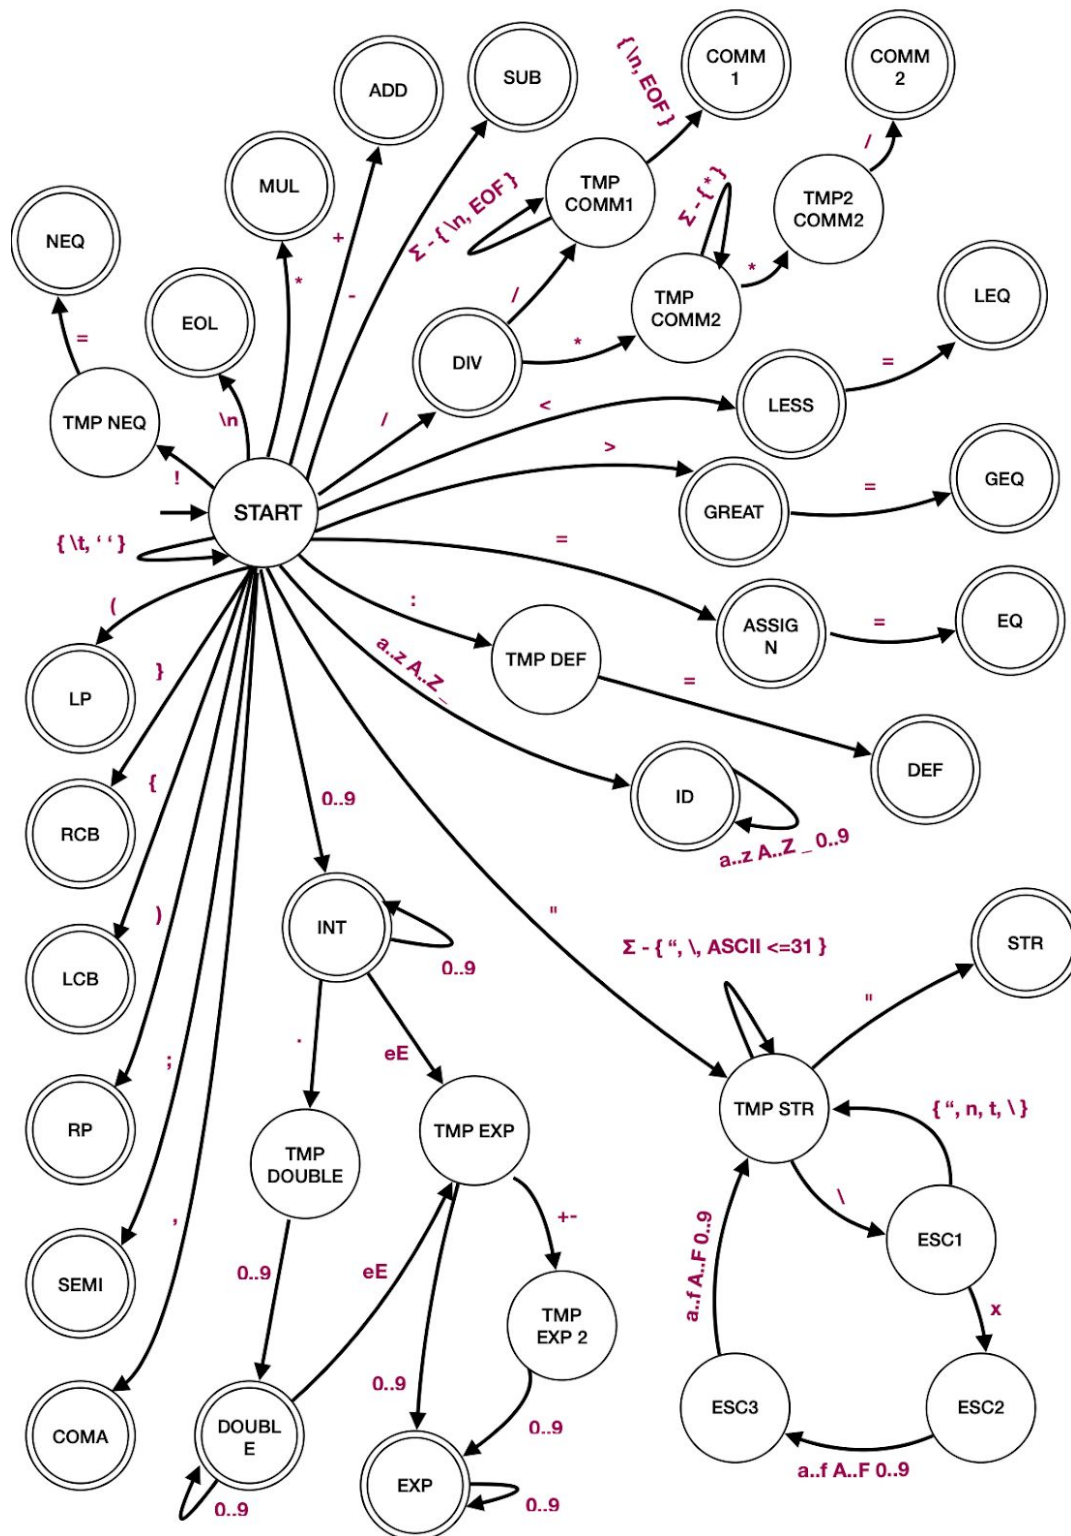 SUB
COMM
1
COMM
2
{ \n, EOF }
ADD
/
TMP
COMM1
MUL
Σ - { * }
TMP2
COMM2
Σ - { \n, EOF }
NEQ
+
*
*
-
/
LEQ
TMP
COMM2
EOL
=
*
DIV
=
<
LESS
TMP NEQ
\n
/
>
!
=
GEQ
START
GREAT
{ \t, ‘ ‘ }
=
(
:
ASSIG
N
=
EQ
a..z A..Z_
TMP DEF
}
=
LP
{
DEF
ID
0..9
RCB
a..z A..Z _ 0..9
)
"
INT
Σ - { “, \, ASCII <=31 }
STR
0..9
LCB
"
.
eE
;
TMP STR
{ “, n, t, \ }
RP
TMP EXP
TMP
DOUBLE
\
,
+-
ESC1
a..f A..F 0..9
0..9
eE
SEMI
x
TMP
EXP 2
0..9
ESC3
ESC2
0..9
COMA
DOUBL
E
a..f A..F 0..9
EXP
0..9
0..9